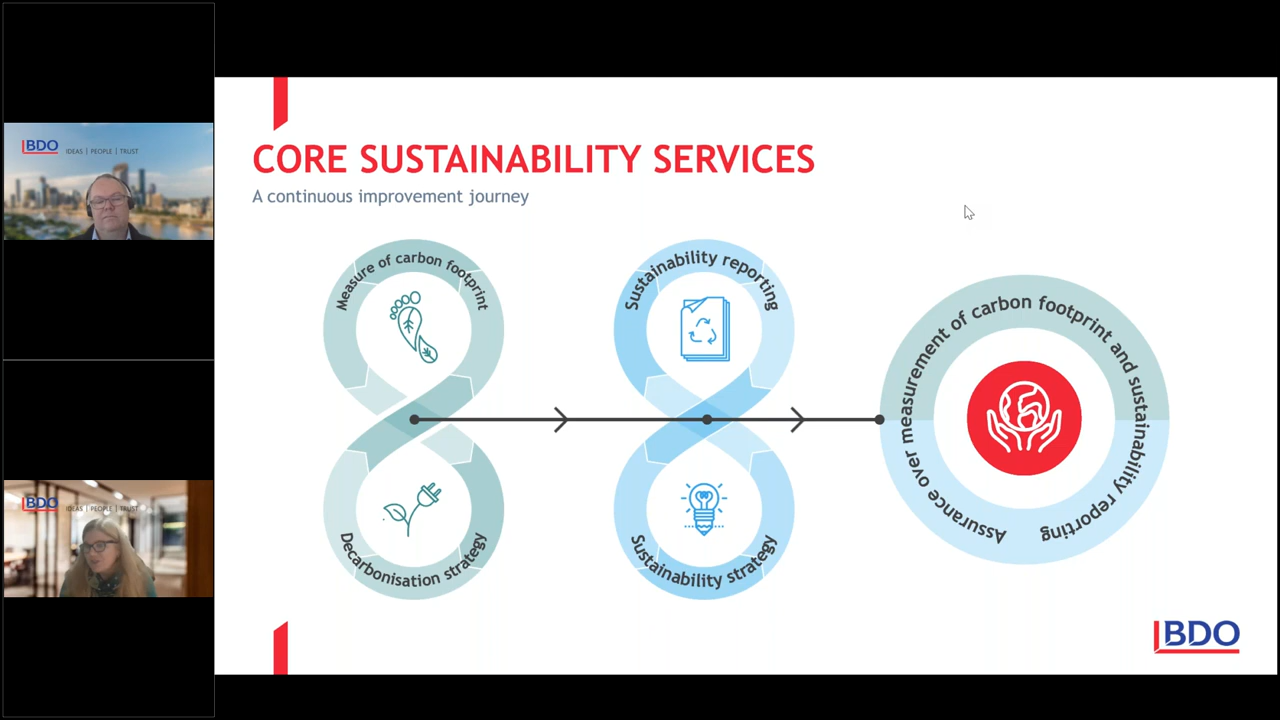 BDO
IDEAS | PEOPLE | TRUST
BDO
IDEAS | PEOPLE | TRUST
CORE SUSTAINABILITY SERVICES
A continuous improvement journey
Measure of carbon footprint
Decarbonisation strategy
Sustainability reporting
Sustainability strategy
Assurance over measurement of carbon footprint and sustainability reporting
BDO